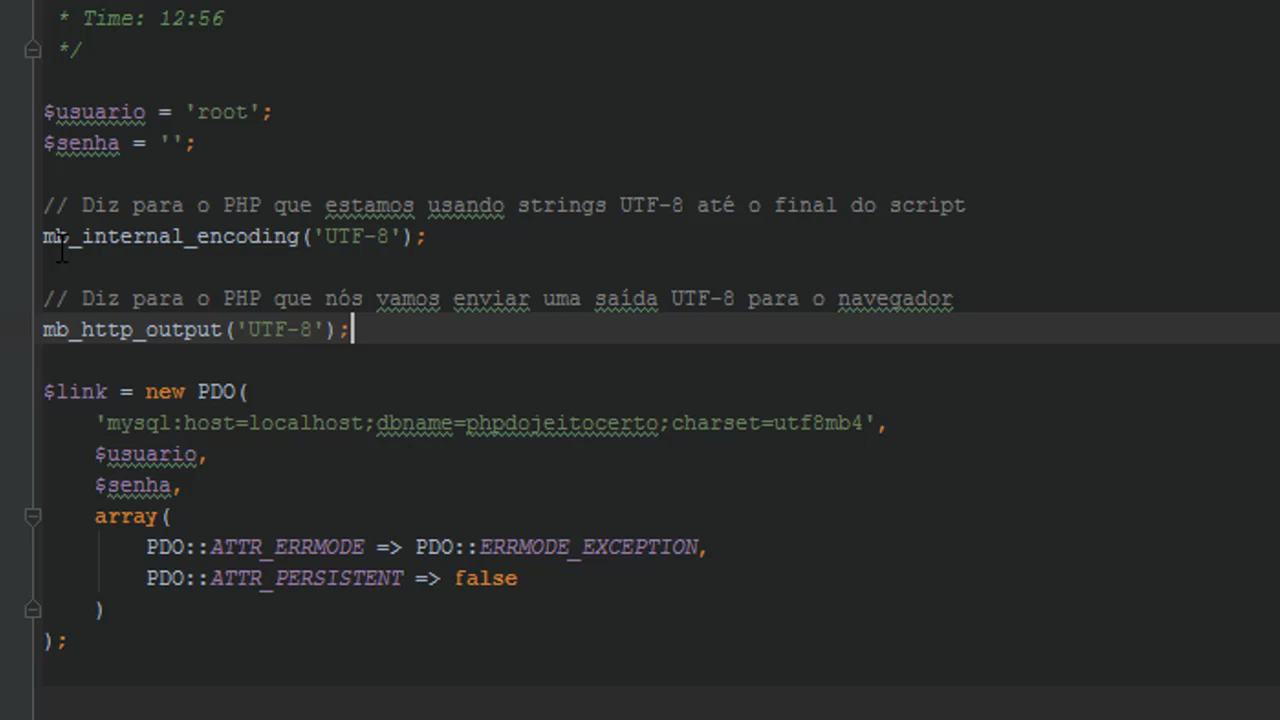 * Time: 12:56
*/
$usuario = 'root';
$senha = '';
// Diz para o PHP que estamos usando strings UTF-8 até o final do script
mb_internal_encoding('UTF-8');
// Diz para o PHP que nós vamos enviar uma saída UTF-8 para o navegador
mb_http_output('UTF-8');
$link = new PDO(
'mysql:host=localhost;dbname=phpdojeitocerto;charset=utf8mb4',
$usuario,
$senha,
array(
PDO::ATTR_ERRMODE => PDO::ERRMODE_EXCEPTION,
PDO::ATTR_PERSISTENT => false
)
);